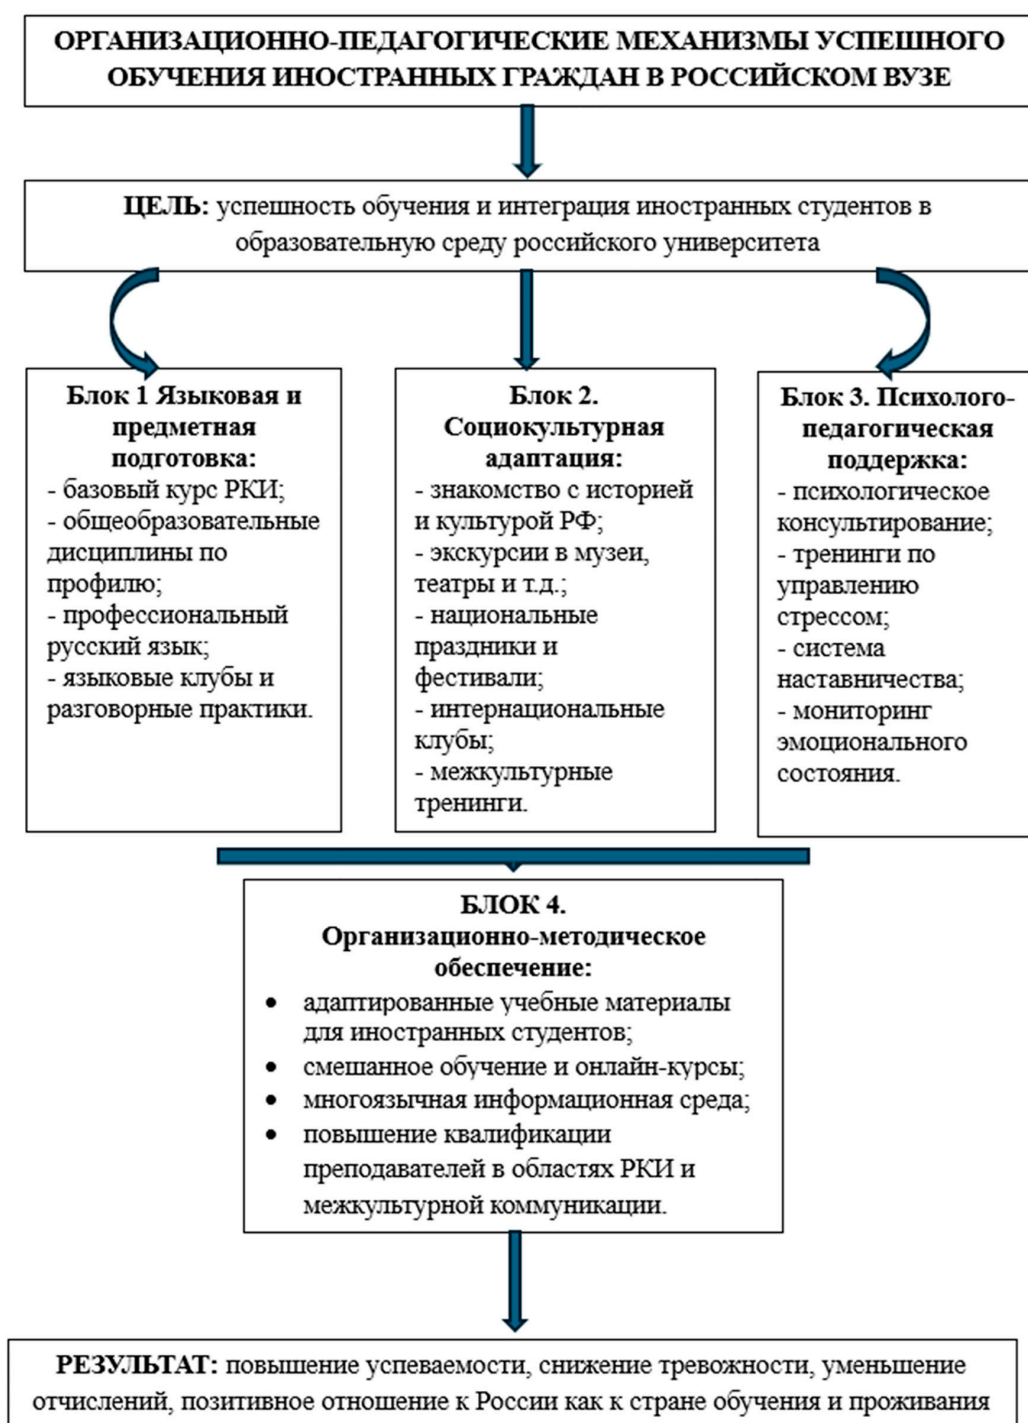 ОРГАНИЗАЦИОННО-ПЕДАГОГИЧЕСКИЕ МЕХАНИЗМЫ УСПЕШНОГО
ОБУЧЕНИЯ ИНОСТРАННЫХ ГРАЖДАН В РОССИЙСКОМ ВУЗЕ
ЦЕЛЬ: успешность обучения и интеграция иностранных студентов в
образовательную среду российского университета
Блок 1 Языковая и
предметная
подготовка:
- базовый курс РКИ;
- общеобразовательные
дисциплины по
профилю;
- профессиональный
русский язык;
- языковые клубы и
разговорные практики.
Блок 2.
Социокультурная
адаптация:
- знакомство с историей
и культурой РФ;
- экскурсии в музеи,
театры и т.д.;
- национальные
праздники и
фестивали;
- интернациональные
клубы;
- межкультурные
тренинги.
Блок 3. Психолого-
педагогическая
поддержка:
- психологическое
консультирование;
- тренинги по
управлению
стрессом;
- система
наставничества;
- мониторинг
эмоционального
состояния.
БЛОК 4.
Организационно-методическое
обеспечение:
• адаптированные учебные материалы
для иностранных студентов;
• смешанное обучение и онлайн-курсы;
• многоязычная информационная среда;
• повышение квалификации
преподавателей в областях РКИ и
межкультурной коммуникации.
РЕЗУЛЬТАТ: повышение успеваемости, снижение тревожности, уменьшение
отчислений, позитивное отношение к России как к стране обучения и проживания